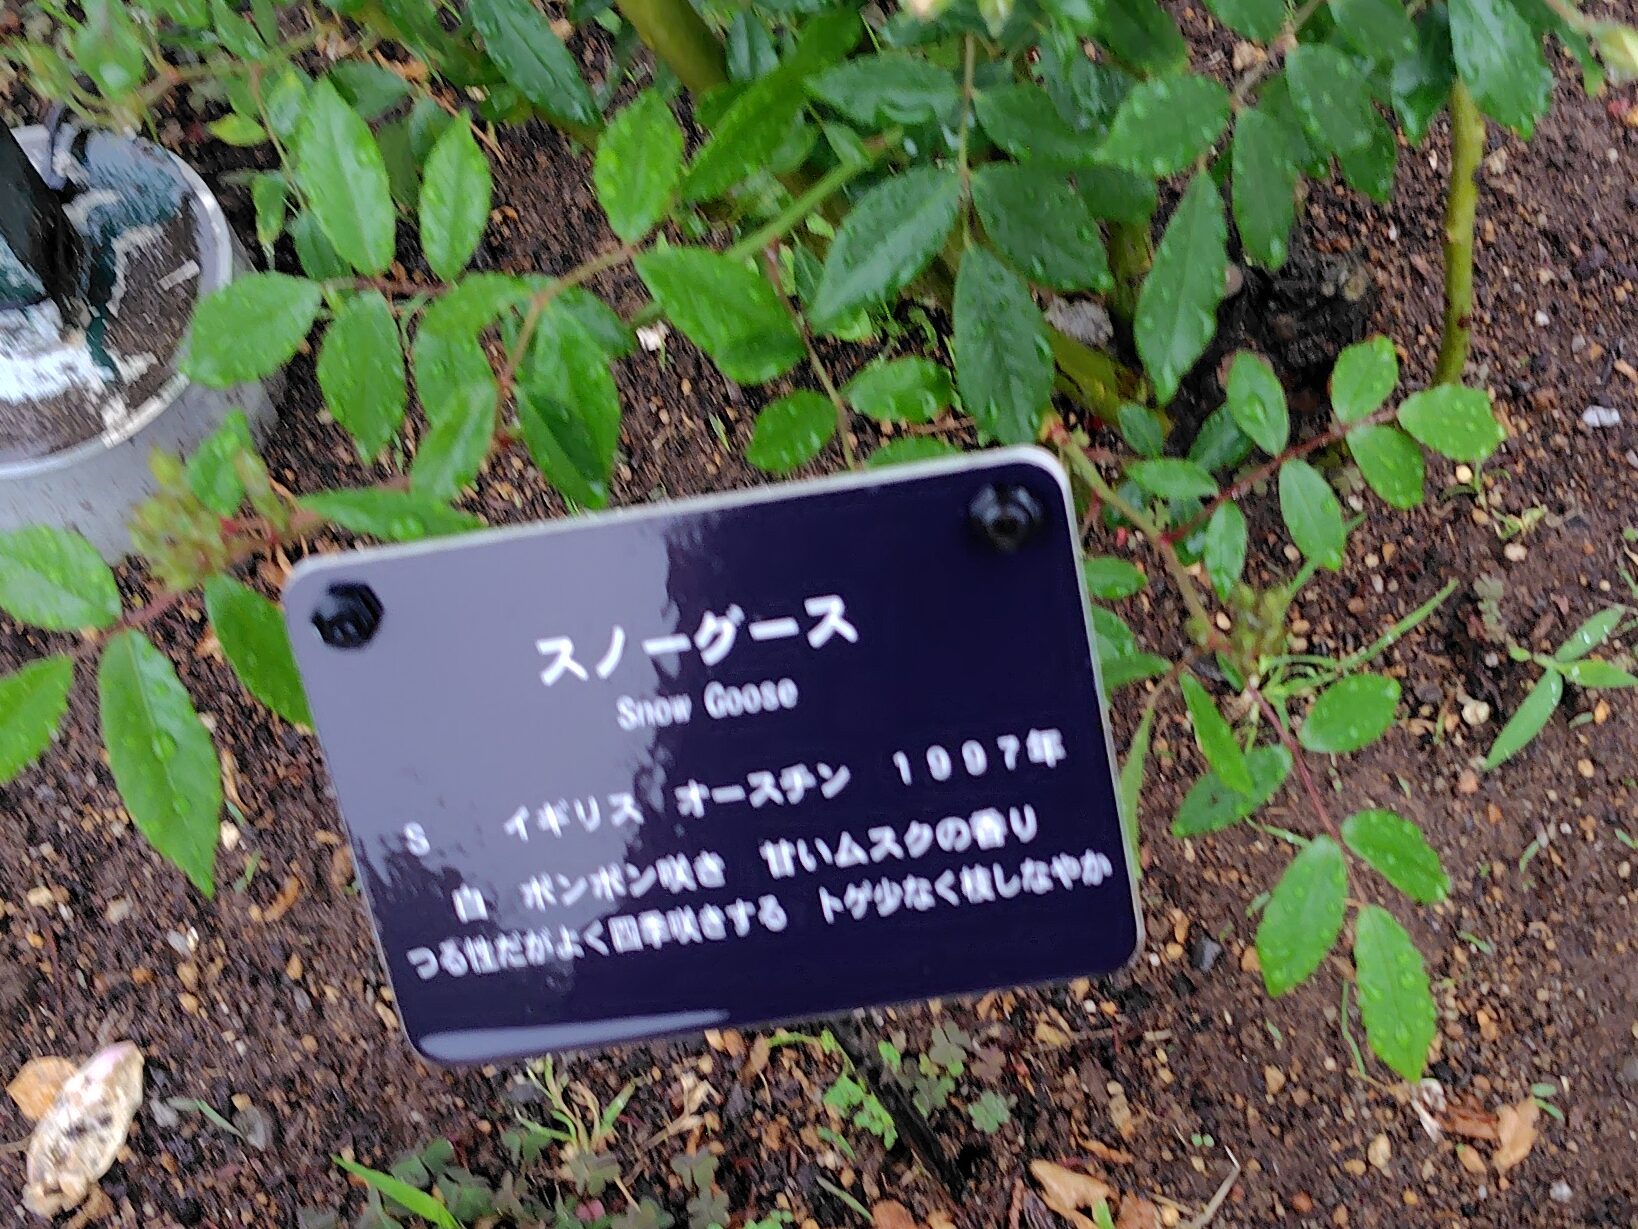 スノーグース
Snow Goose
S イギリス オースチン 1997年
白 ポンポン咲き 甘いムスクの香り
つる性だがよく四季咲きする トゲ少なく枝しなやか